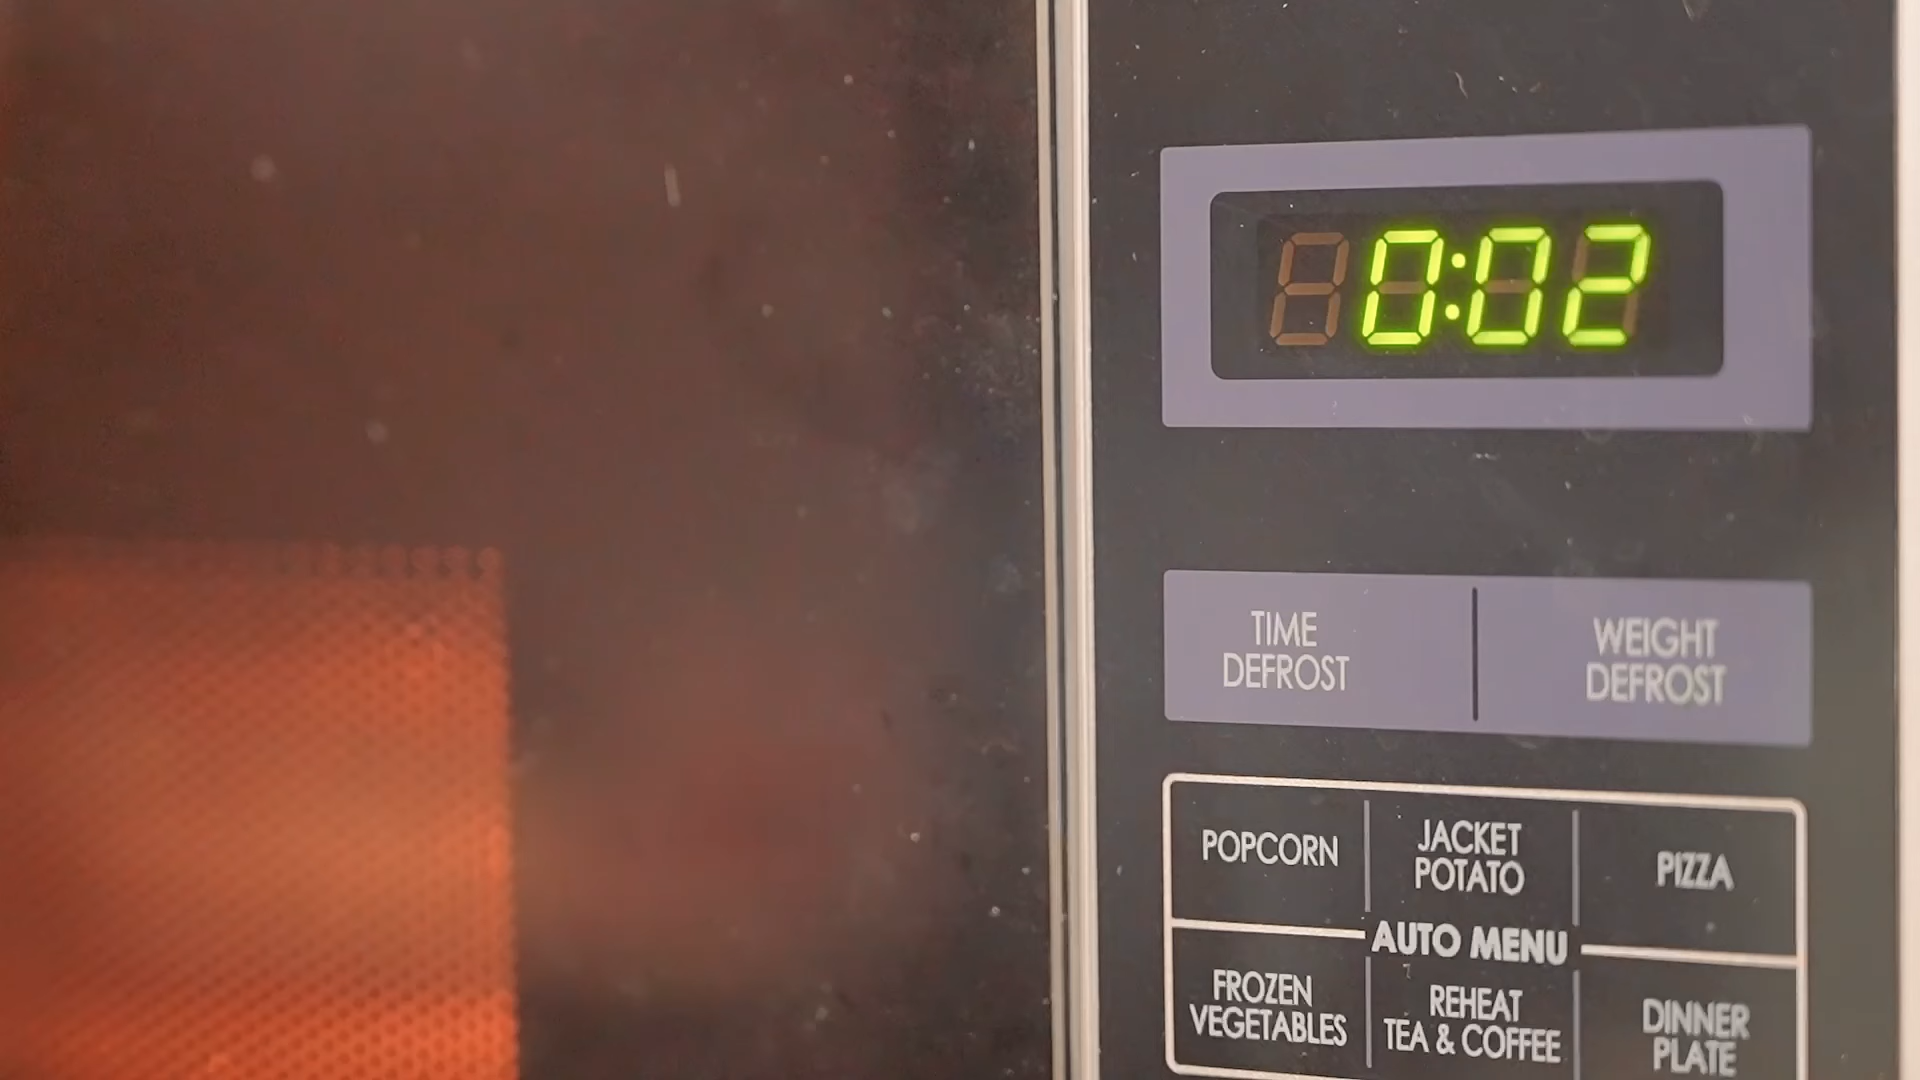 0:02
TIME
DEFROST
WEIGHT
DEFROST
POPCORN
JACKET
POTATO
PIZZA
AUTO MENU
FROZEN
VEGETABLES
REHEAT
TEA & COFFEE
DINNER
PLATE